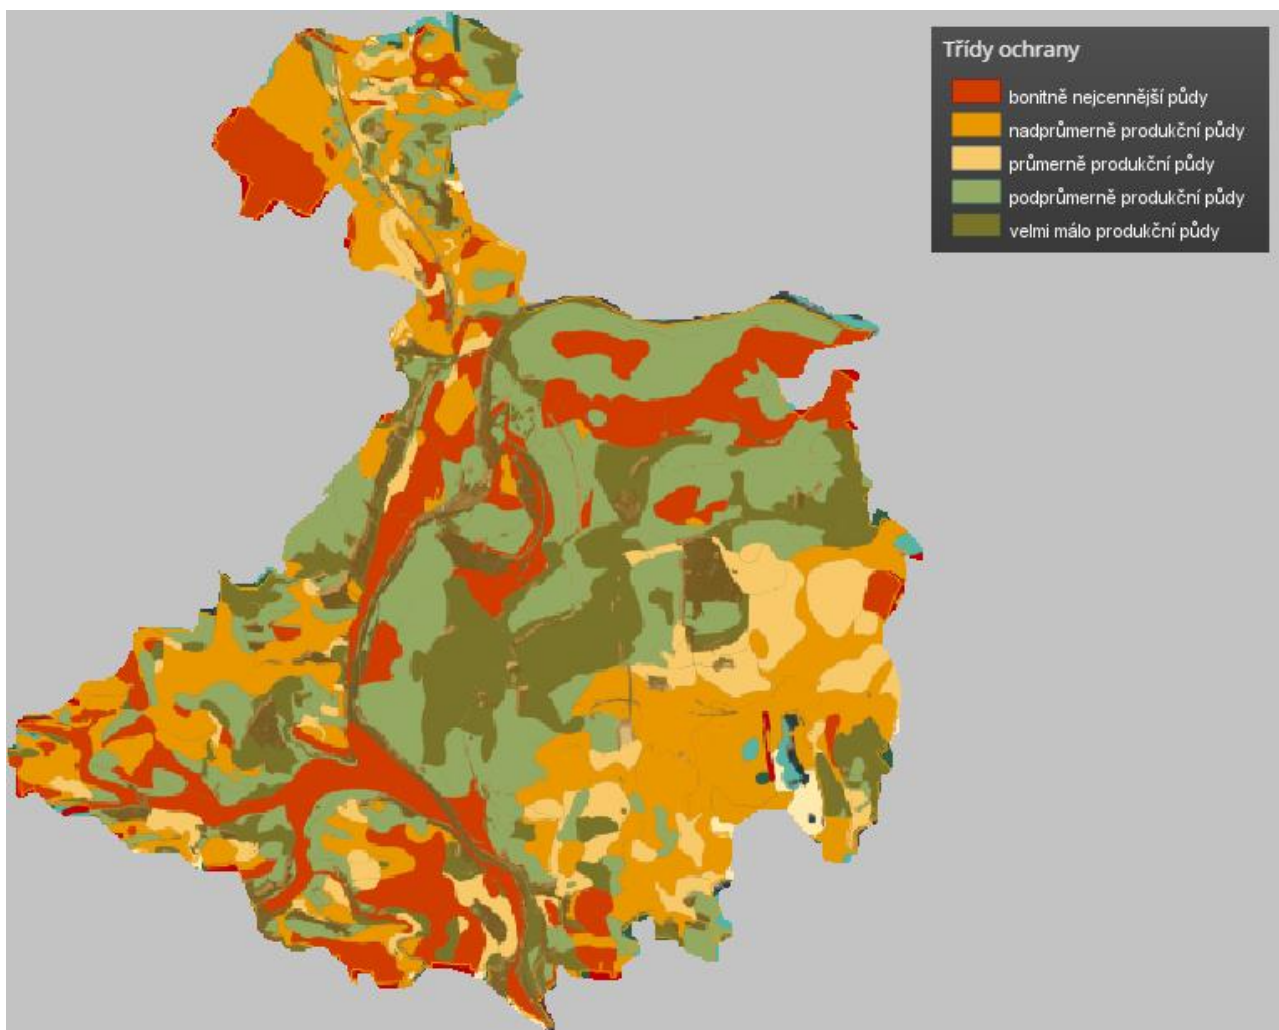 Třídy ochrany
bonitně nejcennější půdy
nadprůmerně produkční půdy
průmerně produkční půdy
podprůmerně produkční půdy
velmi málo produkční půdy